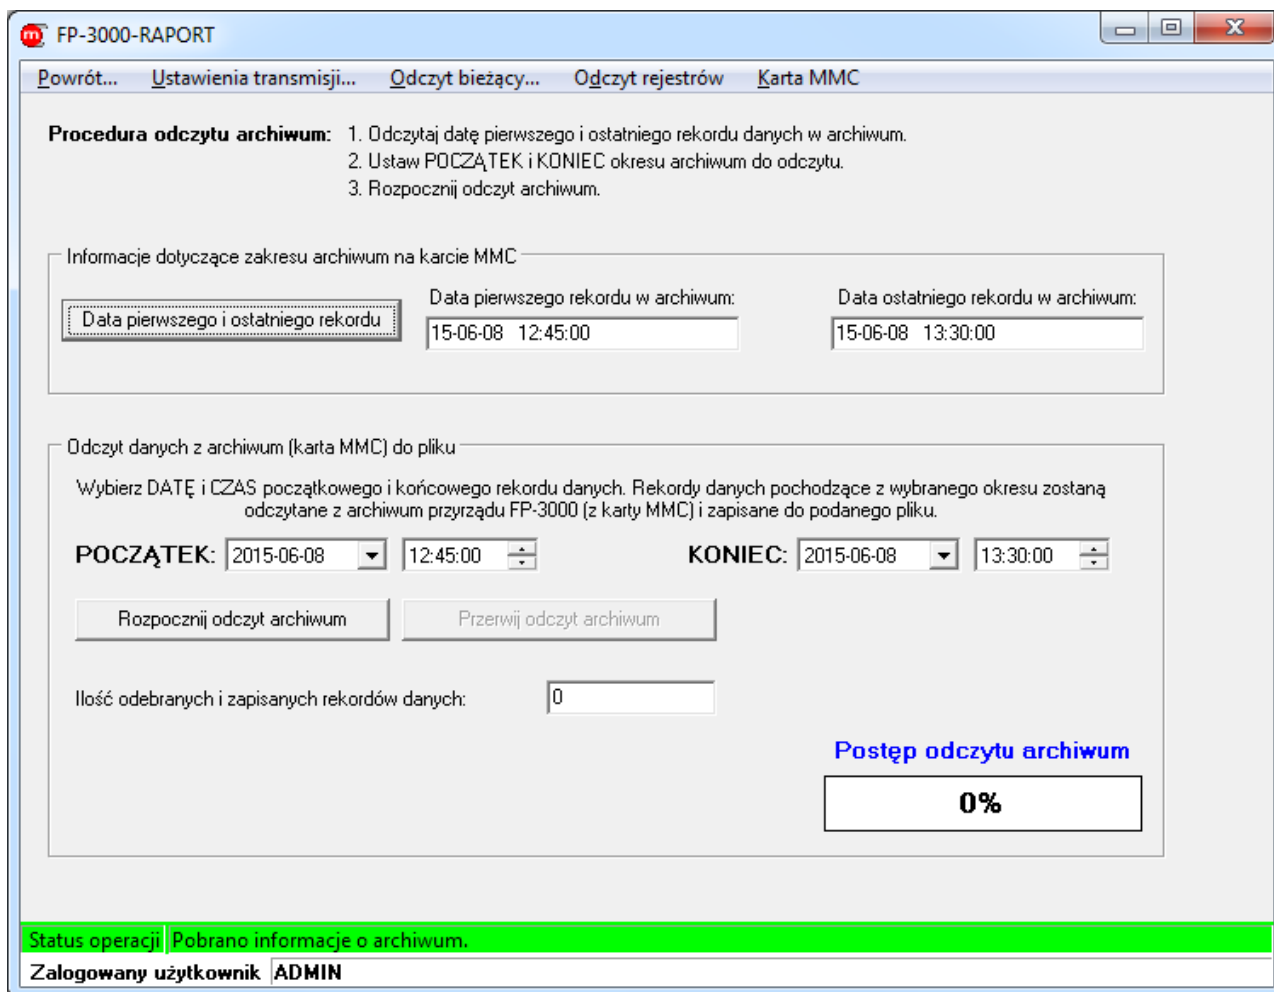 FP-3000-RAPORT
Powrót... Ustawienia transmisji... Odczyt bieżący... Odczyt rejestrów Karta MMC
Procedura odczytu archiwum: 1. Odczytaj datę pierwszego i ostatniego rekordu danych w archiwum.
2. Ustaw POCZĄTEK i KONIEC okresu archiwum do odczytu.
3. Rozpocznij odczyt archiwum.
Informacje dotyczące zakresu archiwum na karcie MMC
Data pierwszego rekordu w archiwum: Data ostatniego rekordu w archiwum:
Data pierwszego i ostatniego rekordu 15-06-08 12:45:00 15-06-08 13:30:00
Odczyt danych z archiwum (karta MMC) do pliku
Wybierz DATĘ i CZAS początkowego i końcowego rekordu danych. Rekordy danych pochodzące z wybranego okresu zostaną
odczytane z archiwum przyrządu FP-3000 (z karty MMC) i zapisane do podanego pliku.
POCZĄTEK: 2015-06-08 12:45:00 KONIEC: 2015-06-08 13:30:00
Rozpocznij odczyt archiwum Przerwij odczyt archiwum
Ilość odebranych i zapisanych rekordów danych: 0
Postęp odczytu archiwum
0%
Status operacji Pobrano informacje o archiwum.
Zalogowany użytkownik ADMIN